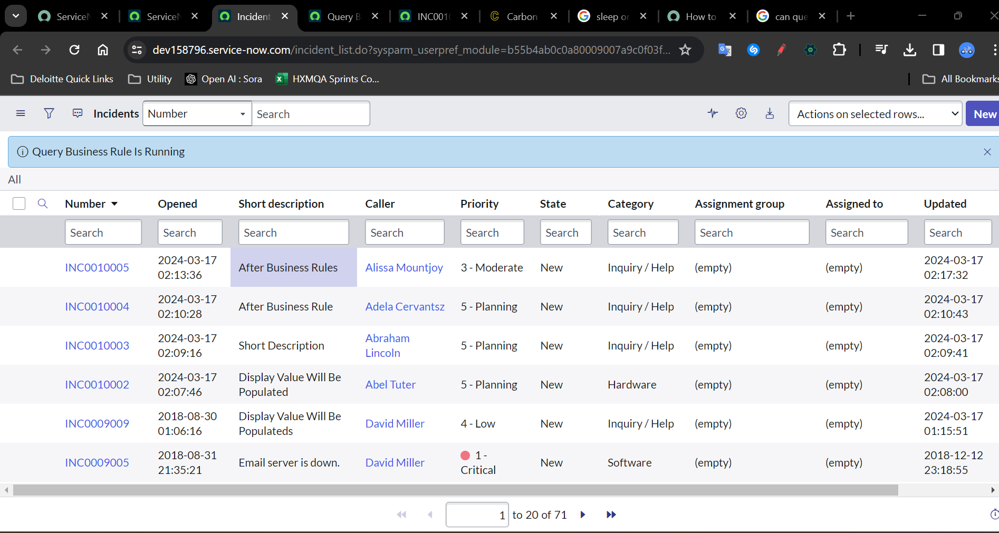 ServiceN
ServiceN
Incident
Query B
INC001
Carbon
sleep or
How to
can que
dev158796.service-now.com/incident_list.do?sysparm_userpref_module=b55b4ab0c0a80009007a9c0f03f...
Deloitte Quick Links
Utility
Open AI : Sora
HXMQA Sprints Co...
All Bookmarks
Incidents
Number
Search
Actions on selected rows...
New
Query Business Rule Is Running
All
Number Opened Short description Caller Priority State Category Assignment group Assigned to Updated
Search Search Search Search Search Search Search Search Search Search
INC0010005 2024-03-17 02:13:36 After Business Rules Alissa Mountjoy 3 - Moderate New Inquiry / Help (empty) (empty) 2024-03-17 02:17:32
INC0010004 2024-03-17 02:10:28 After Business Rule Adela Cervantsz 5 - Planning New Inquiry / Help (empty) (empty) 2024-03-17 02:10:43
INC0010003 2024-03-17 02:09:16 Short Description Abraham Lincoln 5 - Planning New Inquiry / Help (empty) (empty) 2024-03-17 02:09:41
INC0010002 2024-03-17 02:07:46 Display Value Will Be Populated Abel Tuter 5 - Planning New Hardware (empty) (empty) 2024-03-17 02:08:00
INC0009009 2018-08-30 01:06:16 Display Value Will Be Populateds David Miller 4 - Low New Inquiry / Help (empty) (empty) 2024-03-17 01:15:51
INC0009005 2018-08-31 21:35:21 Email server is down. David Miller 1 - Critical New Software (empty) (empty) 2018-12-12 23:18:55
1 to 20 of 71